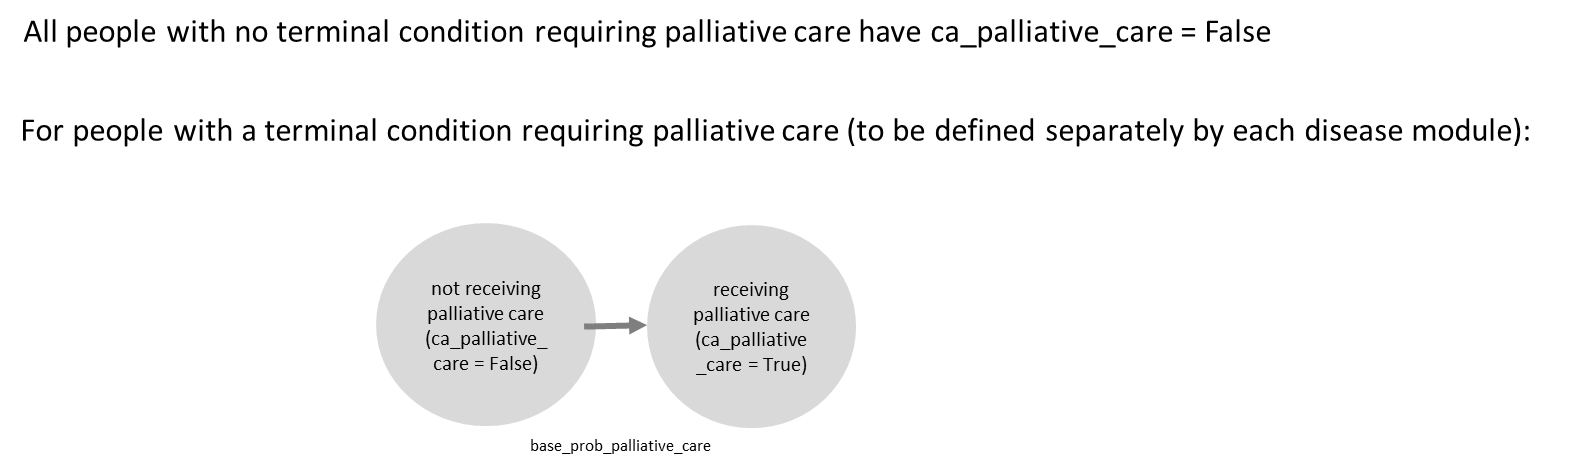 All people with no terminal condition requiring palliative care have ca_palliative_care = False
For people with a terminal condition requiring palliative care (to be defined separately by each disease module):
not receiving
palliative care
(ca_palliative_
care = False)
receiving
palliative care
(ca_palliative
_care = True)
base_prob_palliative_care